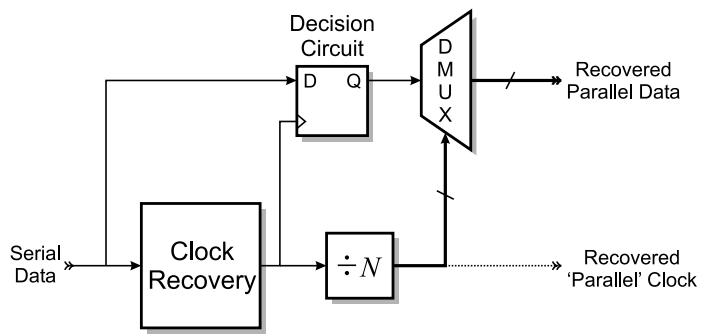 Decision
Circuit
D Q
D
M
U
X
Recovered
Parallel Data
Serial
Data
Clock
Recovery
÷N
Recovered
‘Parallel’ Clock